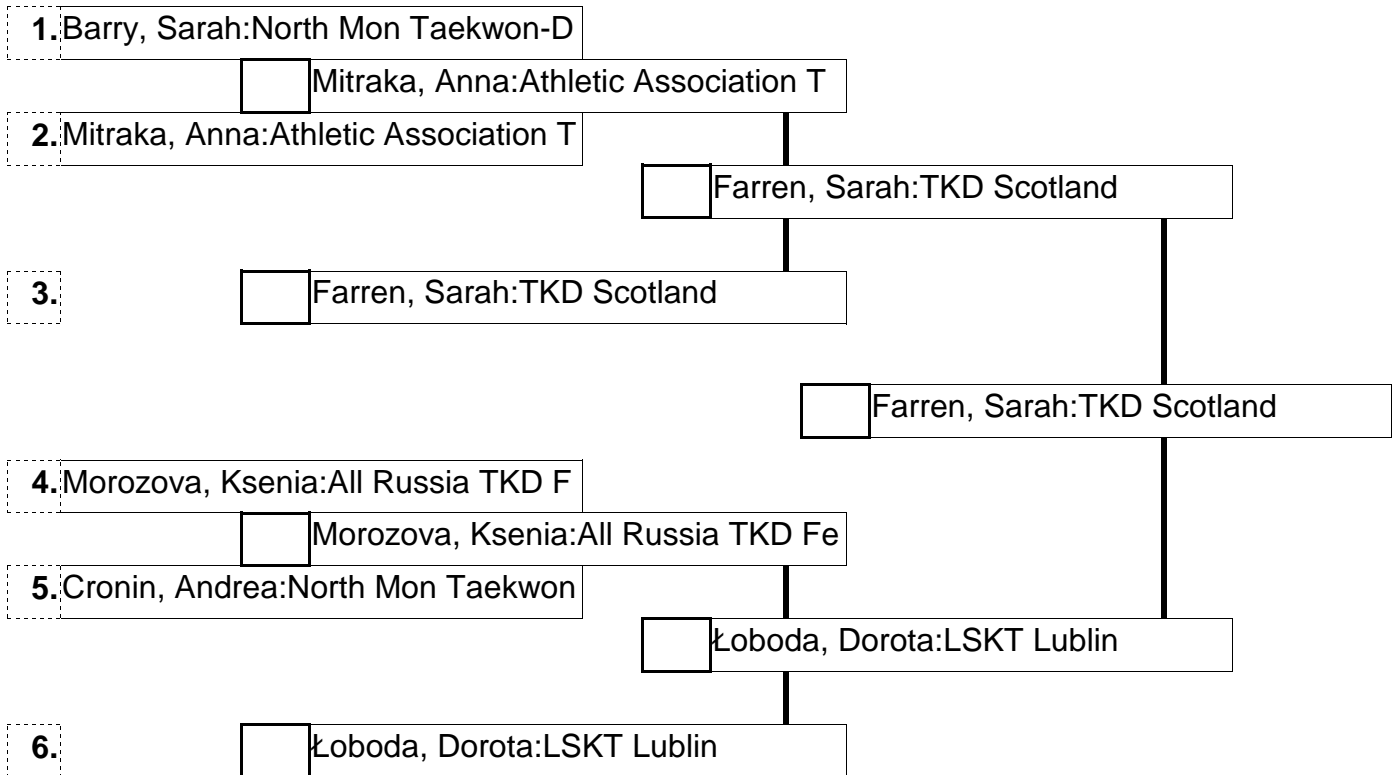 1. Barry, Sarah:North Mon Taekwon-D
Mitraka, Anna:Athletic Association T
2. Mitraka, Anna:Athletic Association T
Farren, Sarah:TKD Scotland
3. Farren, Sarah:TKD Scotland
Farren, Sarah:TKD Scotland
4. Morozova, Ksenia:All Russia TKD F
Morozova, Ksenia:All Russia TKD Fe
5. Cronin, Andrea:North Mon Taekwon
Łoboda, Dorota:LSKT Lublin
6. Łoboda, Dorota:LSKT Lublin